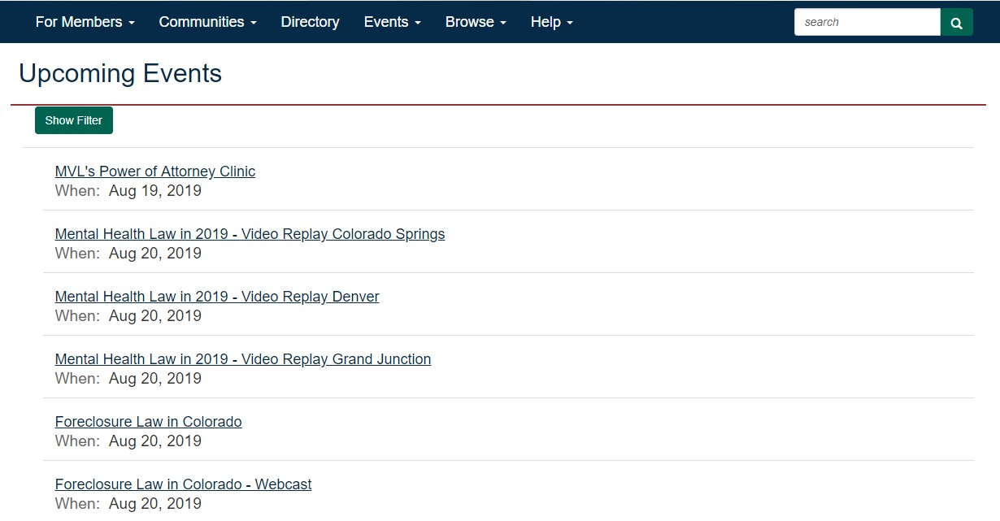 For Members Communities Directory Events Browse Help search
Upcoming Events
Show Filter
MVL's Power of Attorney Clinic
When: Aug 19, 2019
Mental Health Law in 2019 - Video Replay Colorado Springs
When: Aug 20, 2019
Mental Health Law in 2019 - Video Replay Denver
When: Aug 20, 2019
Mental Health Law in 2019 - Video Replay Grand Junction
When: Aug 20, 2019
Foreclosure Law in Colorado
When: Aug 20, 2019
Foreclosure Law in Colorado - Webcast
When: Aug 20, 2019